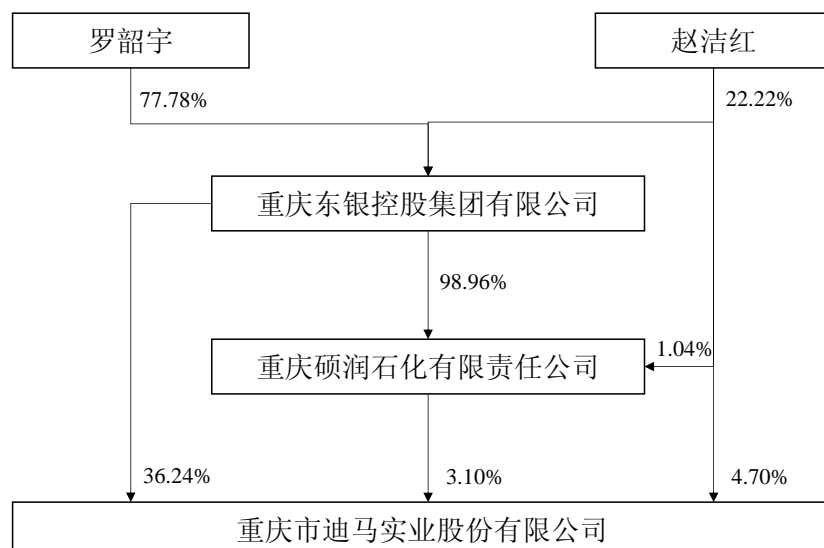 罗韶宇
赵洁红
77.78%
22.22%
重庆东银控股集团有限公司
98.96%
重庆硕润石化有限责任公司
1.04%
36.24%
3.10%
4.70%
重庆市迪马实业股份有限公司